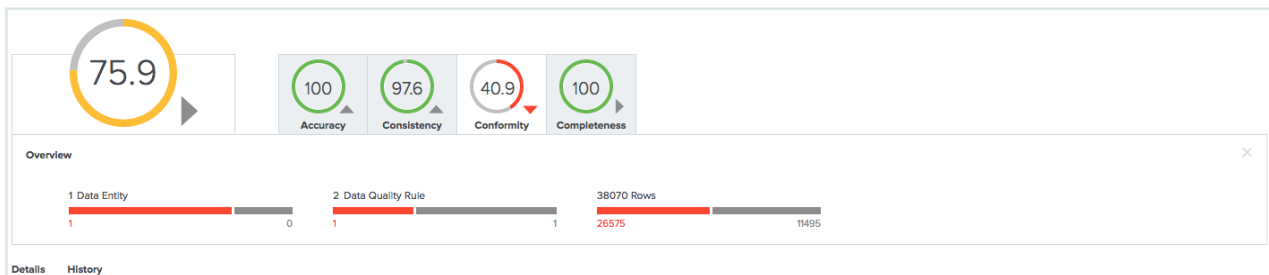 75.9
100 97.6 40.9 100
Accuracy Consistency Conformity Completeness
Overview
1 Data Entity 2 Data Quality Rule 38070 Rows
1 0 1 1 26575 11495
Details History